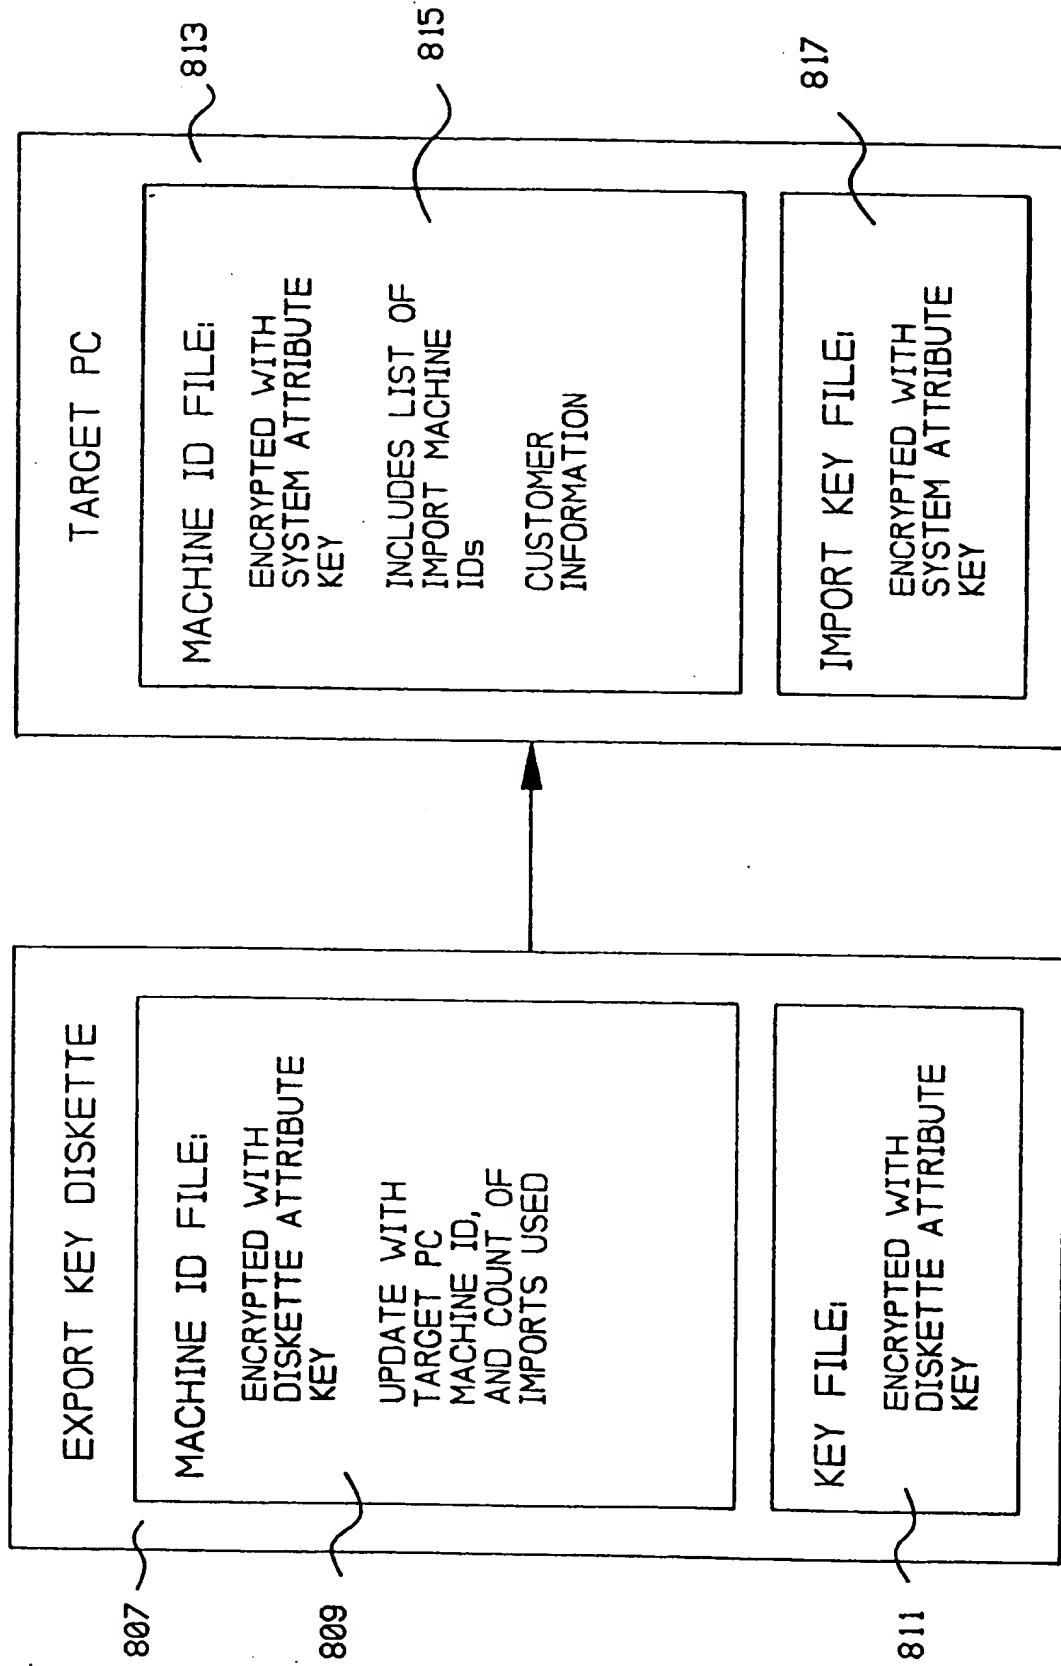 EXPORT KEY DISKETTE
807
MACHINE ID FILE:
ENCRYPTED WITH
DISKETTE ATTRIBUTE
KEY
UPDATE WITH
TARGET PC
MACHINE ID,
AND COUNT OF
IMPORTS USED
809
KEY FILE:
ENCRYPTED WITH
DISKETTE ATTRIBUTE
KEY
811
TARGET PC
813
MACHINE ID FILE:
ENCRYPTED WITH
SYSTEM ATTRIBUTE
KEY
INCLUDES LIST OF
IMPORT MACHINE
IDs
CUSTOMER
INFORMATION
815
IMPORT KEY FILE:
ENCRYPTED WITH
SYSTEM ATTRIBUTE
KEY
817